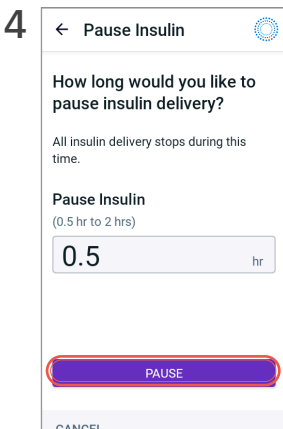 4
← Pause Insulin
How long would you like to
pause insulin delivery?
All insulin delivery stops during this
time.
Pause Insulin
(0.5 hr to 2 hrs)
0.5 hr
PAUSE
CANCEL